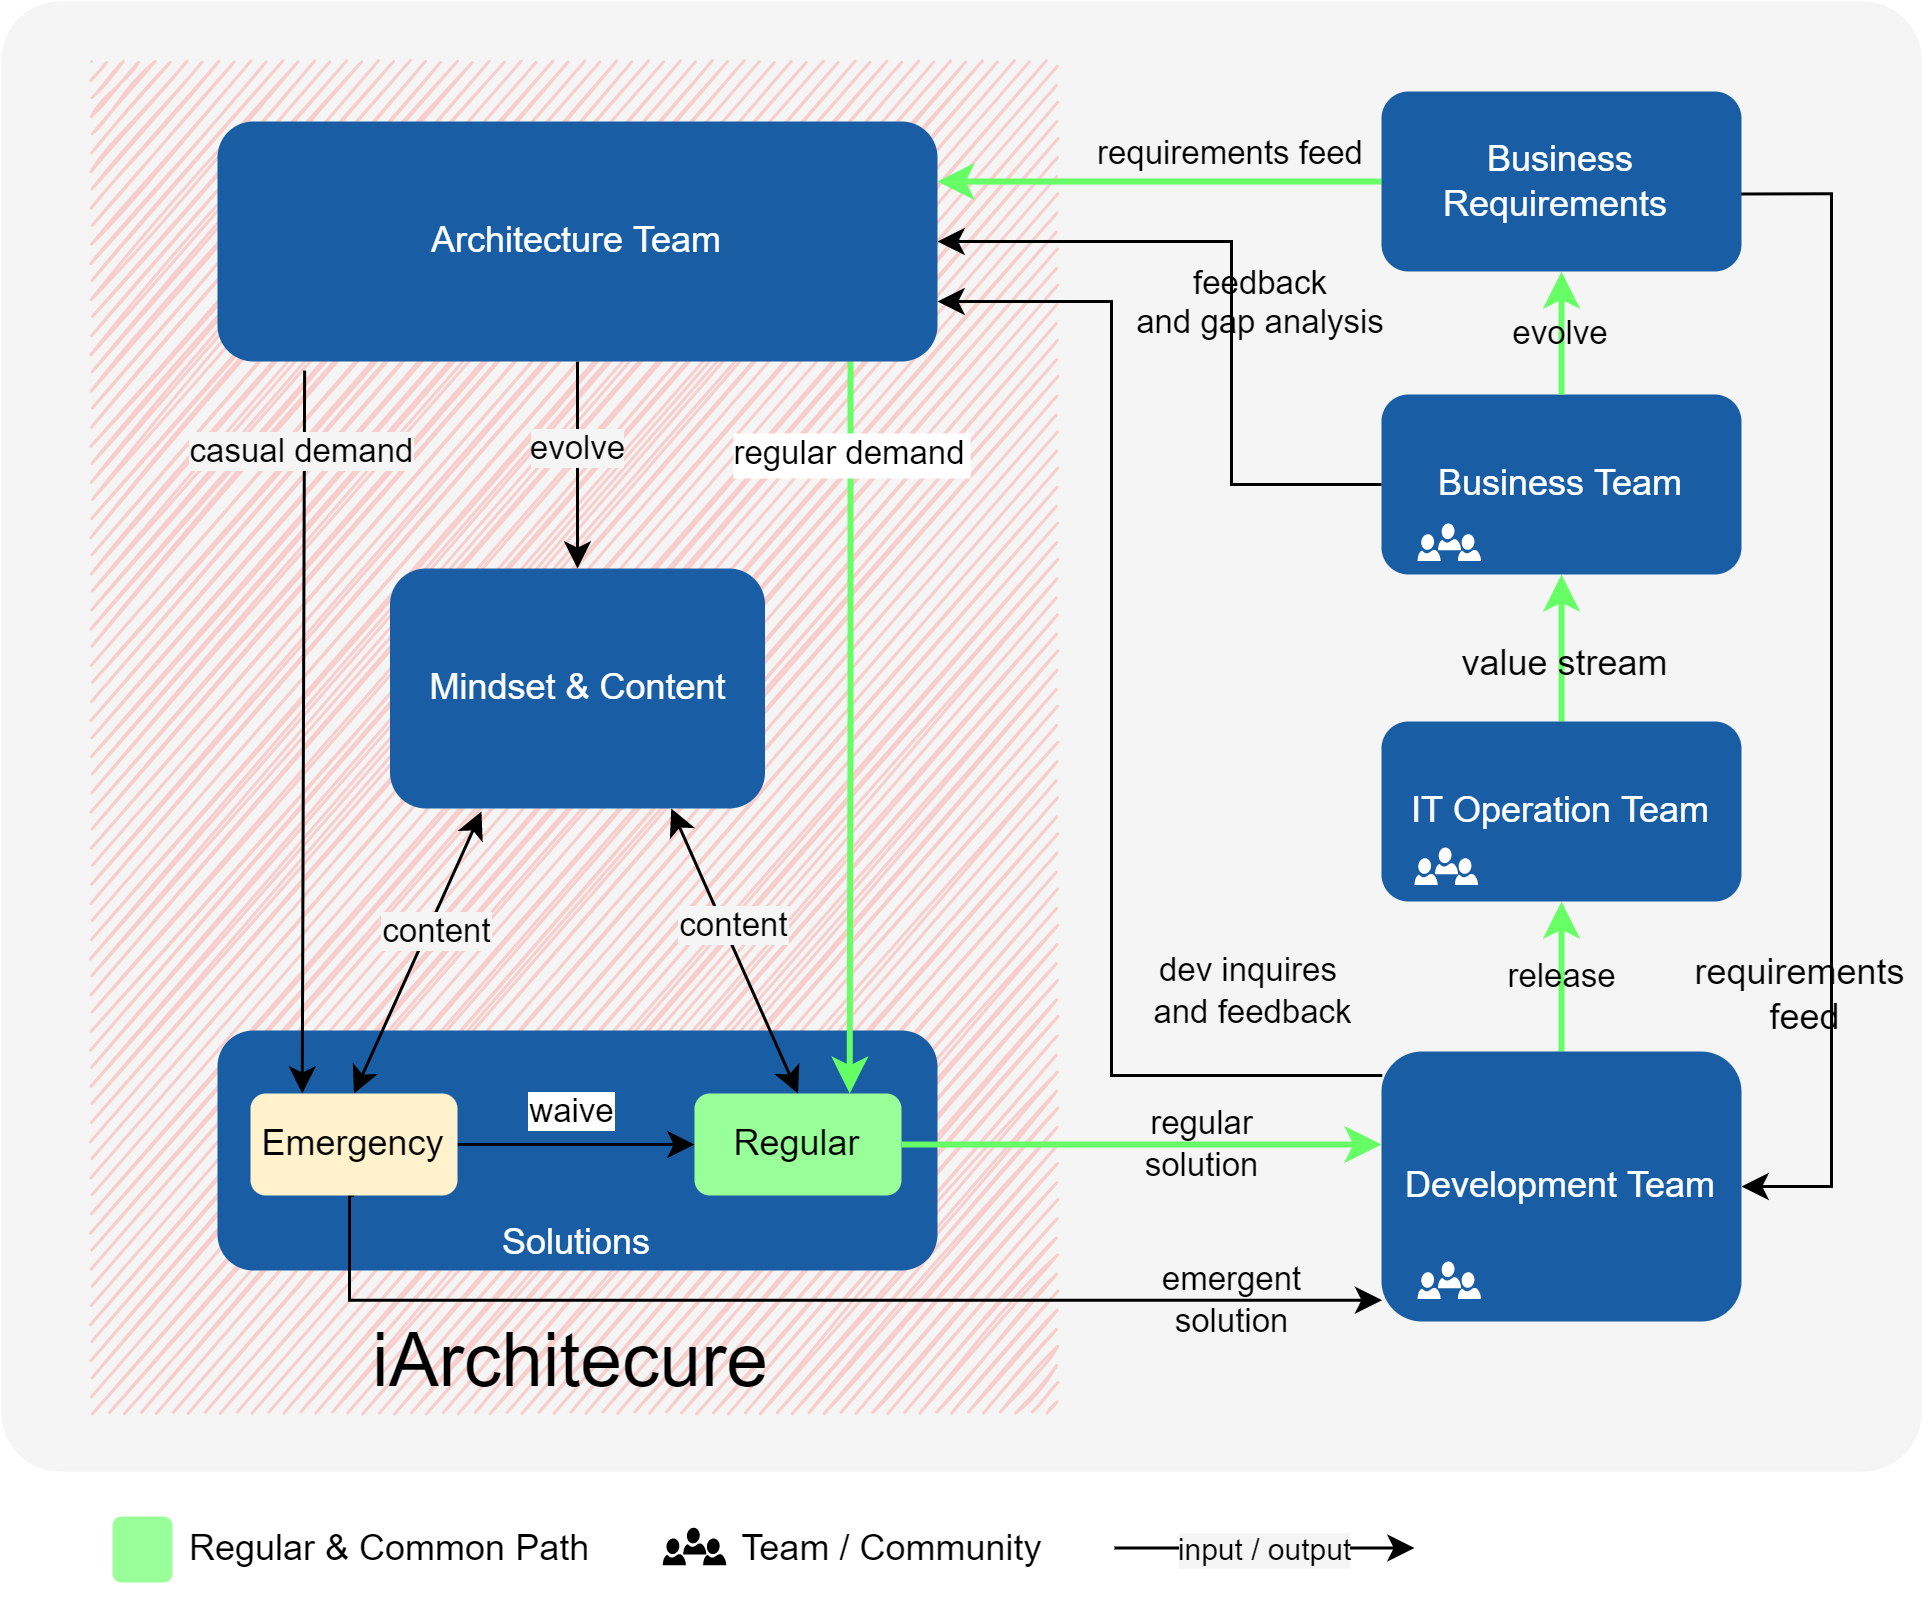 requirements feed
Business
Requirements
Architecture Team
feedback
and gap analysis
evolve
casual demand
evolve
regular demand
Business Team
value stream
Mindset & Content
IT Operation Team
content
content
dev inquires
and feedback
release
requirements
feed
waive
Emergency
Regular
regular
solution
Development Team
Solutions
emergent
solution
iArchitecure
Regular & Common Path
Team / Community
input / output